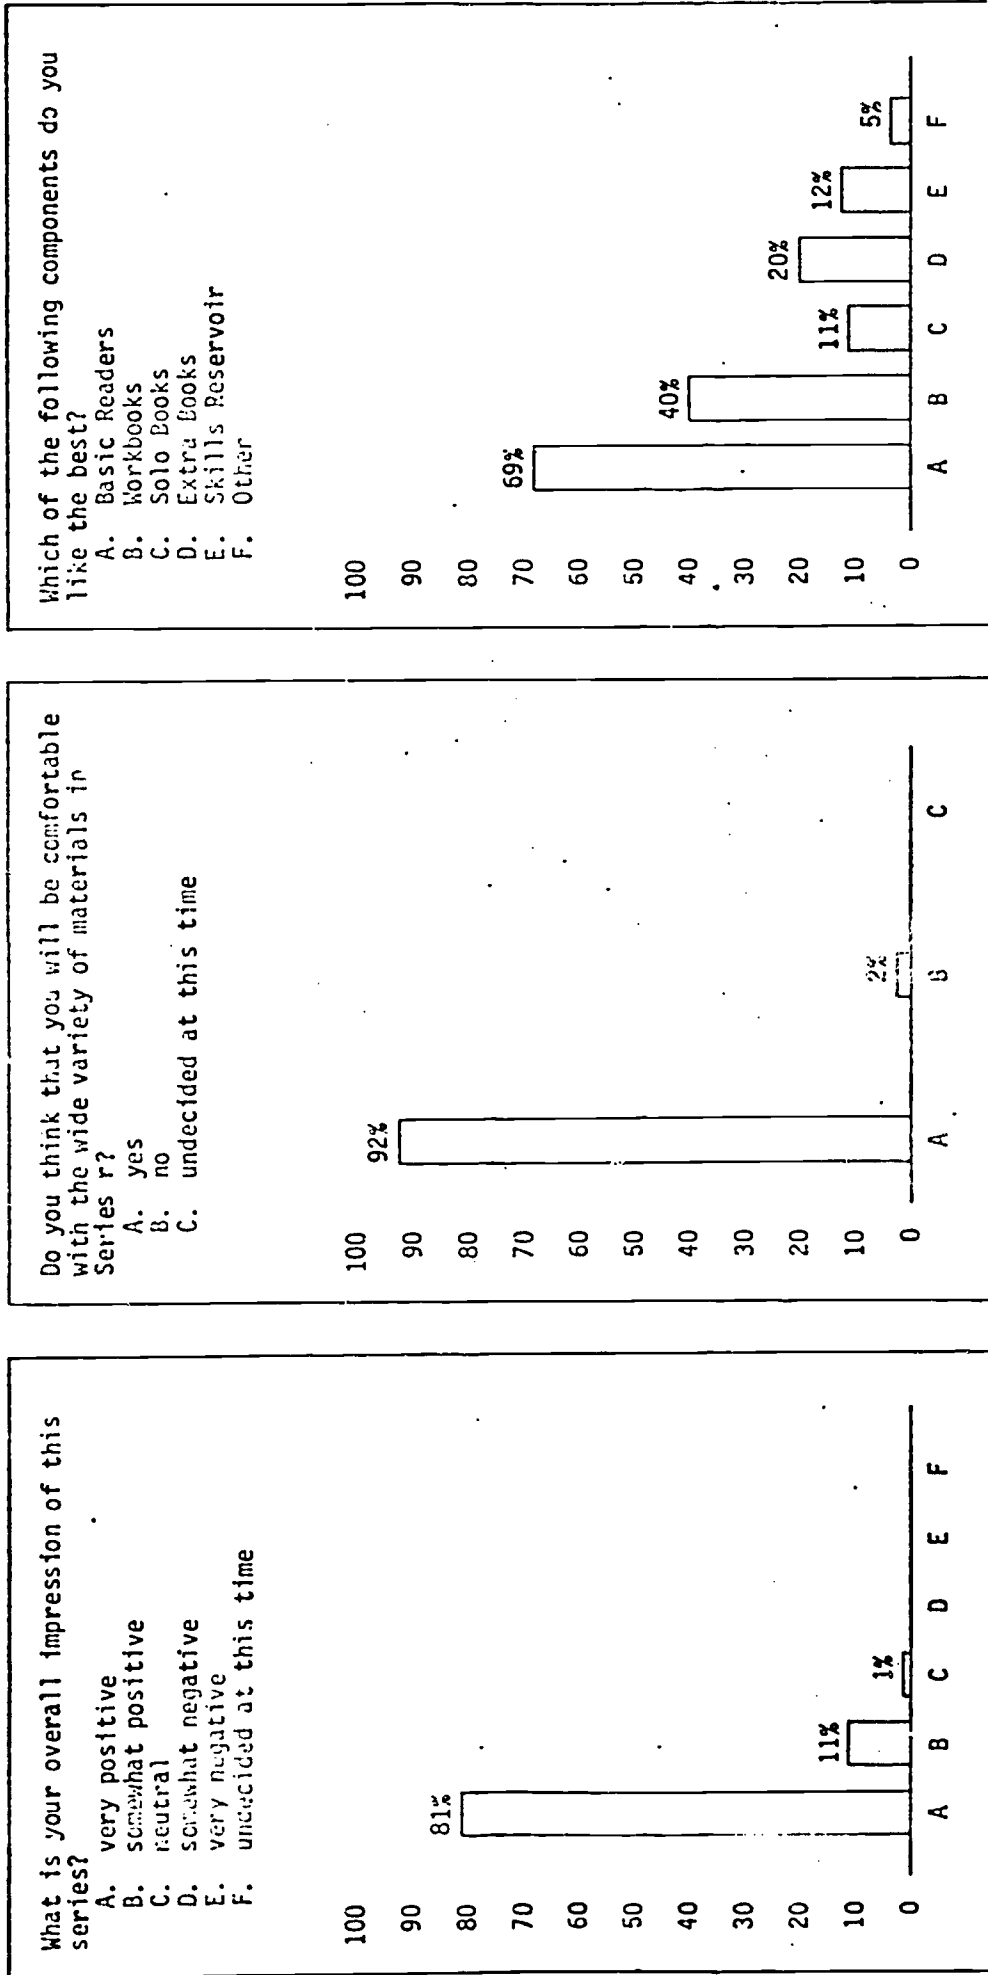 What is your overall impression of this
series?
A. very positive
B. somewhat positive
C. neutral
D. somewhat negative
E. very negative
F. undecided at this time
100
90
80
70
60
50
40
30
20
10
0
81%
11%
1%
A B C D E F
Do you think that you will be comfortable
with the wide variety of materials in
Series r?
A. yes
B. no
C. undecided at this time
100
90
80
70
60
50
40
30
20
10
0
92%
2%
A B C
Which of the following components do you
like the best?
A. Basic Readers
B. Workbooks
C. Solo Books
D. Extra Books
E. Skills Reservoir
F. Other
100
90
80
70
60
50
40
30
20
10
0
69%
40%
11%
20%
12%
5%
A B C D E F